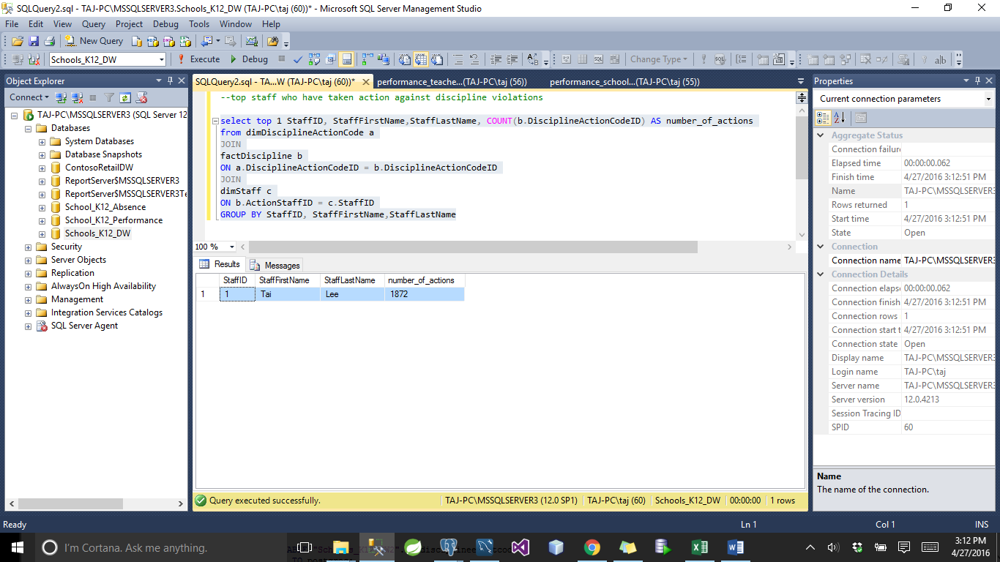 SQLQuery2.sql - TAJ-PC\MSSQLSERVER3.Schools_K12_DW (TAJ-PC\taj (60))* - Microsoft SQL Server Management Studio
File Edit View Query Project Debug Tools Window Help
New Query
Schools_K12_DW Execute Debug Change Type
Object Explorer
Connect
TAJ-PC\MSSQLSERVER3 (SQL Server 12
Databases
System Databases
Database Snapshots
ContosoRetailDW
ReportServer$MSSQLSERVER3
ReportServer$MSSQLSERVER3Te
School_K12_Absence
School_K12_Performance
Schools_K12_DW
Security
Server Objects
Replication
AlwaysOn High Availability
Management
Integration Services Catalogs
SQL Server Agent
SQLQuery2.sql - TA...W (TAJ-PC\taj (60))* performance_teache...(TAJ-PC\taj (56)) performance_school...(TAJ-PC\taj (55))
--top staff who have taken action against discipline violations
select top 1 StaffID, StaffFirstName,StaffLastName, COUNT(b.DisciplineActionCodeID) AS number_of_actions
from dimDisciplineActionCode a
JOIN
factDiscipline b
ON a.DisciplineActionCodeID = b.DisciplineActionCodeID
JOIN
dimStaff c
ON b.ActionStaffID = c.StaffID
GROUP BY StaffID, StaffFirstName,StaffLastName
100 %
Results Messages
StaffID StaffFirstName StaffLastName number_of_actions
1 1 Tai Lee 1872
Query executed successfully. TAJ-PC\MSSQLSERVER3 (12.0 SP1) TAJ-PC\taj (60) Schools_K12_DW 00:00:00 1 rows
Properties
Current connection parameters
Aggregate Status
Connection failure
Elapsed time 00:00:00.062
Finish time 4/27/2016 3:12:51 PM
Name TAJ-PC\MSSQLSERVER3
Rows returned 1
Start time 4/27/2016 3:12:51 PM
State Open
Connection
Connection name TAJ-PC\MSSQLSERVER3
Connection Details
Connection elaps 00:00:00.062
Connection finish 4/27/2016 3:12:51 PM
Connection rows 1
Connection start t 4/27/2016 3:12:51 PM
Connection state Open
Display name TAJ-PC\MSSQLSERVER3
Login name TAJ-PC\taj
Server name TAJ-PC\MSSQLSERVER3
Server version 12.0.4213
Session Tracing ID
SPID 60
Name
The name of the connection.
Ready Ln 1 Col 1 INS
I'm Cortana. Ask me anything.
3:12 PM
4/27/2016